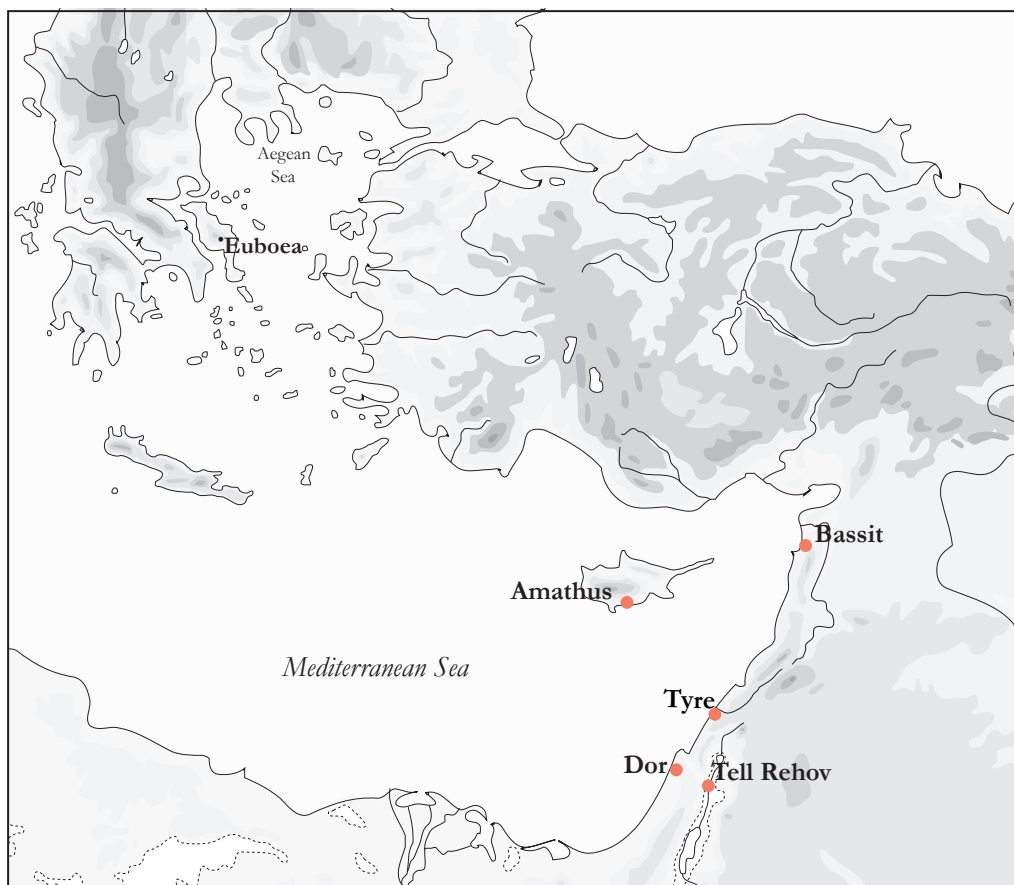 Aegean
Sea
Euboea
Bassit
Amathus
Mediterranean Sea
Tyre
Dor
Tell Rehov